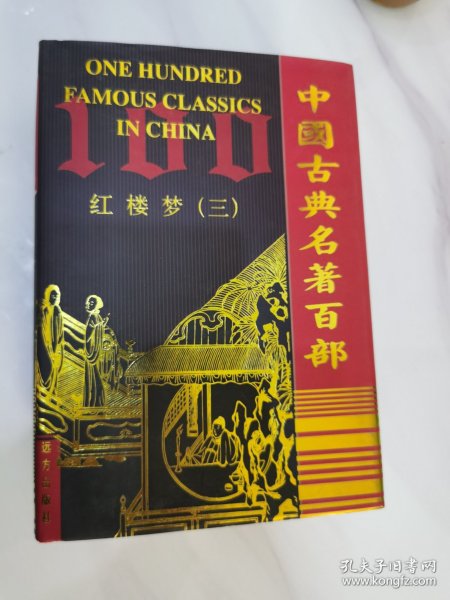 ONE HUNDRED
FAMOUS CLASSICS
IN CHINA
100
红楼梦(三)
中國古典名著百部
远方出版社
孔夫子旧书网
www.kongfz.com